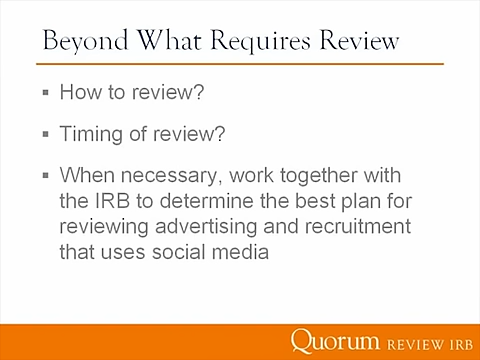 Beyond What Requires Review
▪ How to review?
▪ Timing of review?
▪ When necessary, work together with
the IRB to determine the best plan for
reviewing advertising and recruitment
that uses social media
Quorum REVIEW IRB